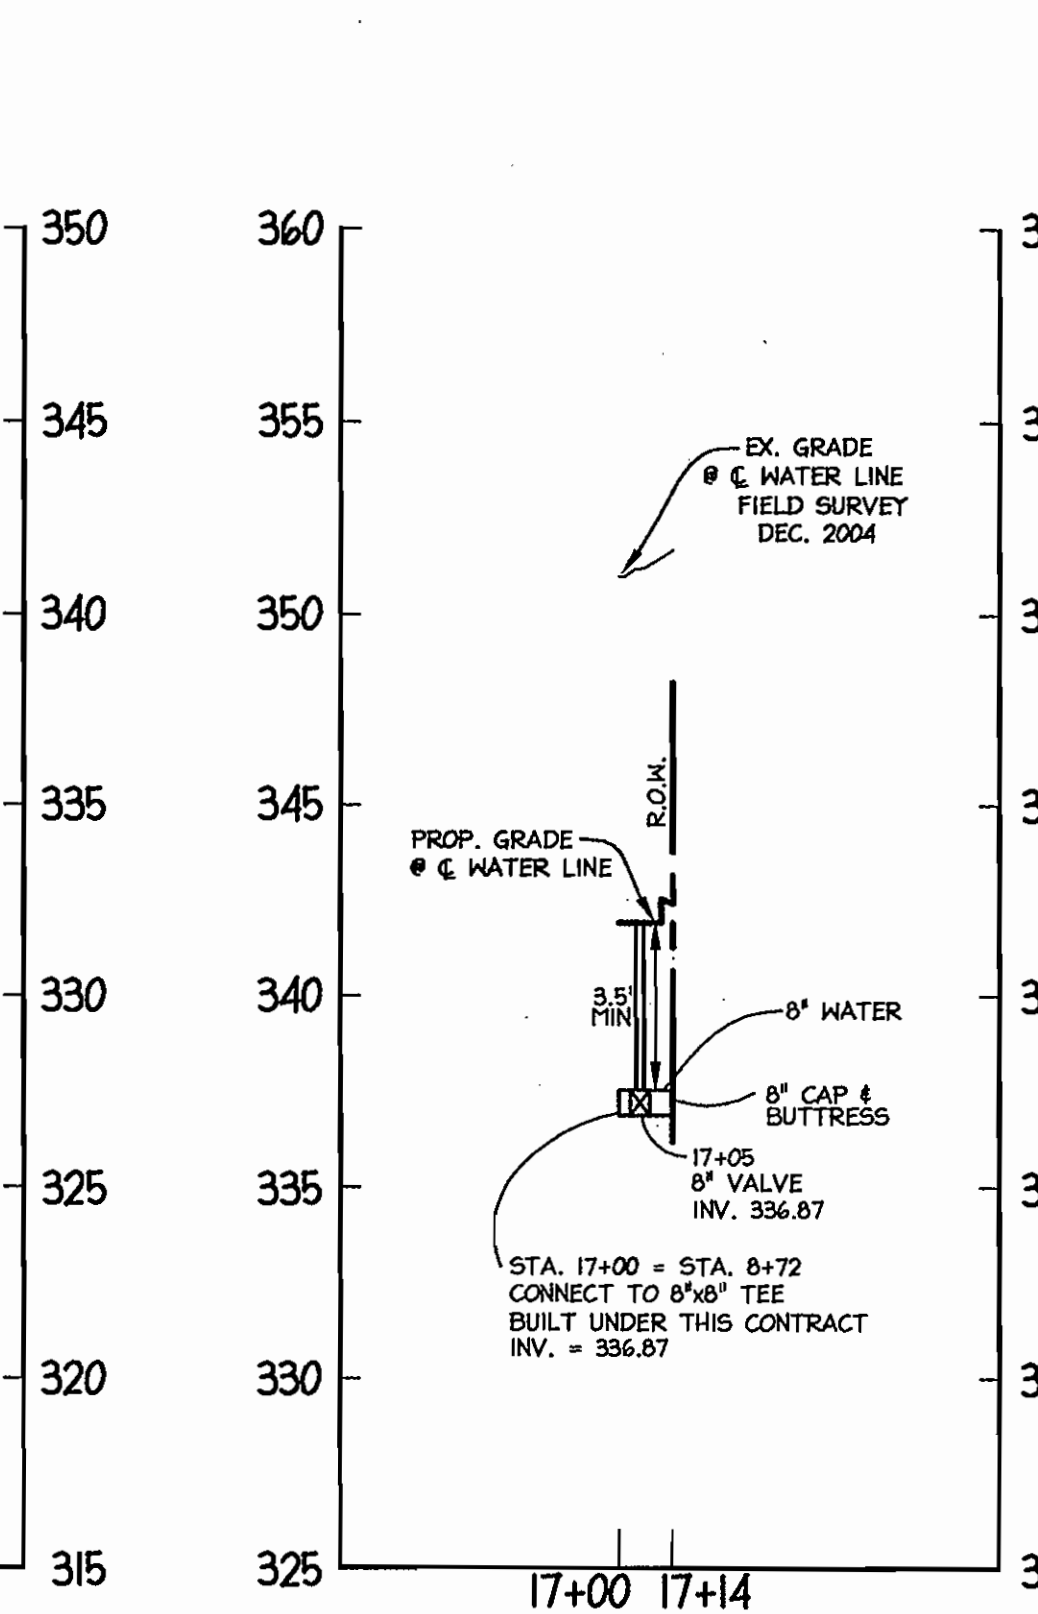 350
345
340
335
330
325
320
315
360
355
350
345
340
335
330
325
EX. GRADE
@ ℄ WATER LINE
FIELD SURVEY
DEC. 2004
R.O.W.
PROP. GRADE
@ ℄ WATER LINE
3.5'
MIN
8" WATER
8" CAP &
BUTTRESS
17+05
8" VALVE
INV. 336.87
STA. 17+00 = STA. 8+72
CONNECT TO 8"x8" TEE
BUILT UNDER THIS CONTRACT
INV. = 336.87
17+00 17+14